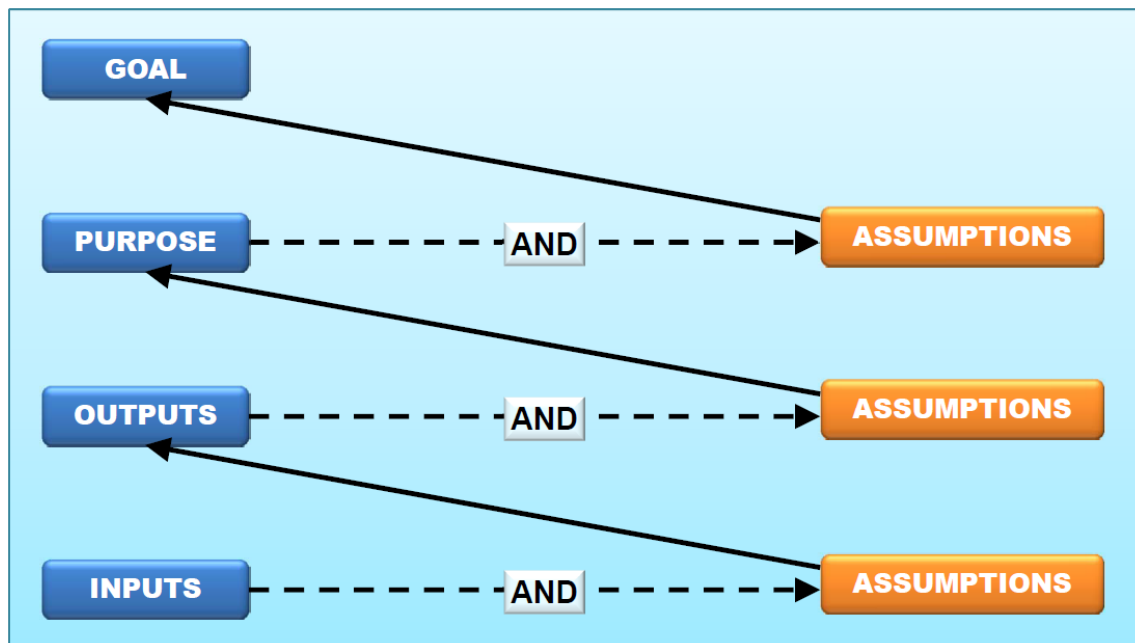 GOAL
PURPOSE AND ASSUMPTIONS
OUTPUTS AND ASSUMPTIONS
INPUTS AND ASSUMPTIONS